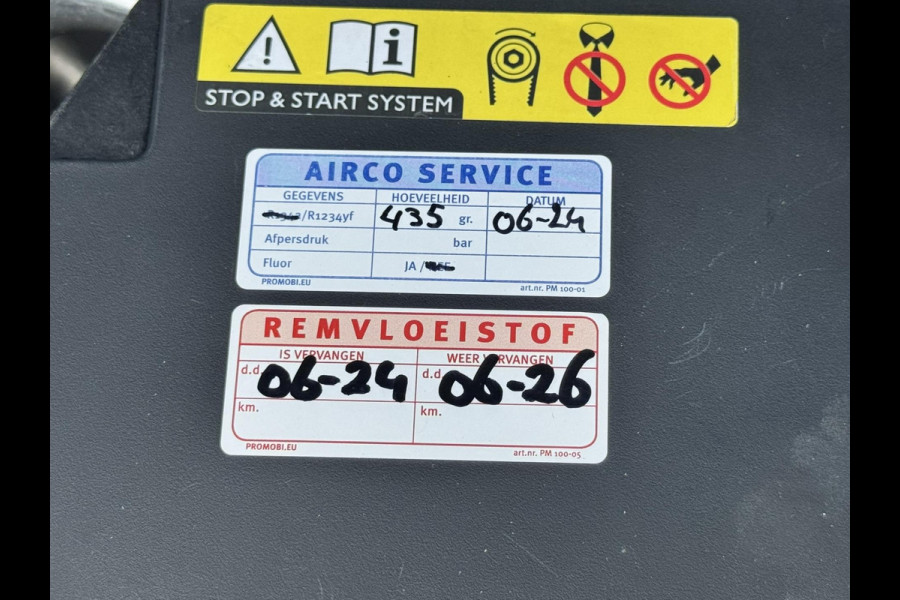 STOP & START SYSTEM
AIRCO SERVICE
GEGEVENS HOEVEELHEID DATUM
/R1234yf 435 gr. 06-24
Afpersdruk bar
Fluor JA /
PROMOBI.EU art.nr. PM 100-01
REMVLOEISTOF
IS VERVANGEN WEER VERVANGEN
d.d. 06-24 d.d. 06-26
km. km.
PROMOBI.EU art.nr. PM 100-05